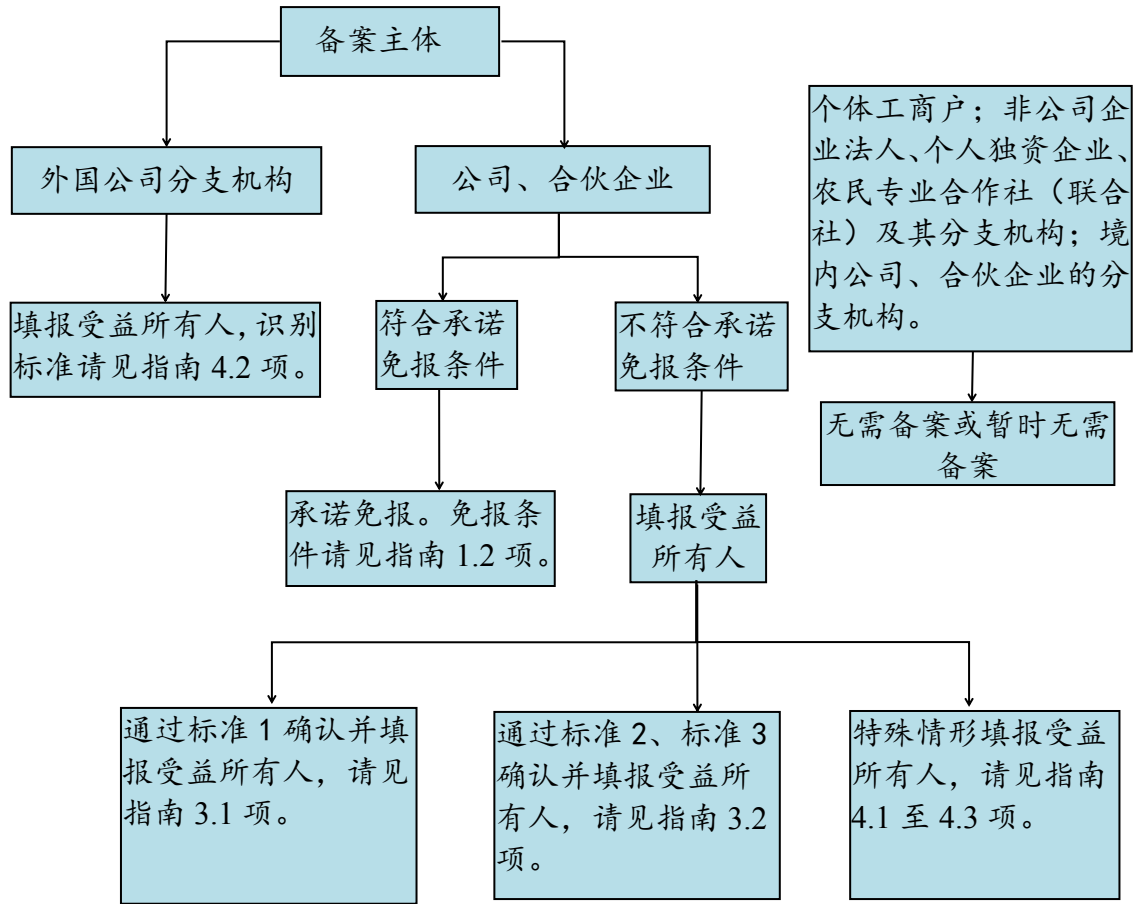 备案主体
外国公司分支机构
公司、合伙企业
个体工商户；非公司企
业法人、个人独资企业、
农民专业合作社（联合
社）及其分支机构；境
内公司、合伙企业的分
支机构。
填报受益所有人，识别
标准请见指南 4.2 项。
符合承诺
免报条件
不符合承诺
免报条件
无需备案或暂时无需
备案
承诺免报。免报条
件请见指南 1.2 项。
填报受益
所有人
通过标准 1 确认并填
报受益所有人，请见
指南 3.1 项。
通过标准 2、标准 3
确认并填报受益所
有人，请见指南 3.2
项。
特殊情形填报受益
所有人，请见指南
4.1 至 4.3 项。